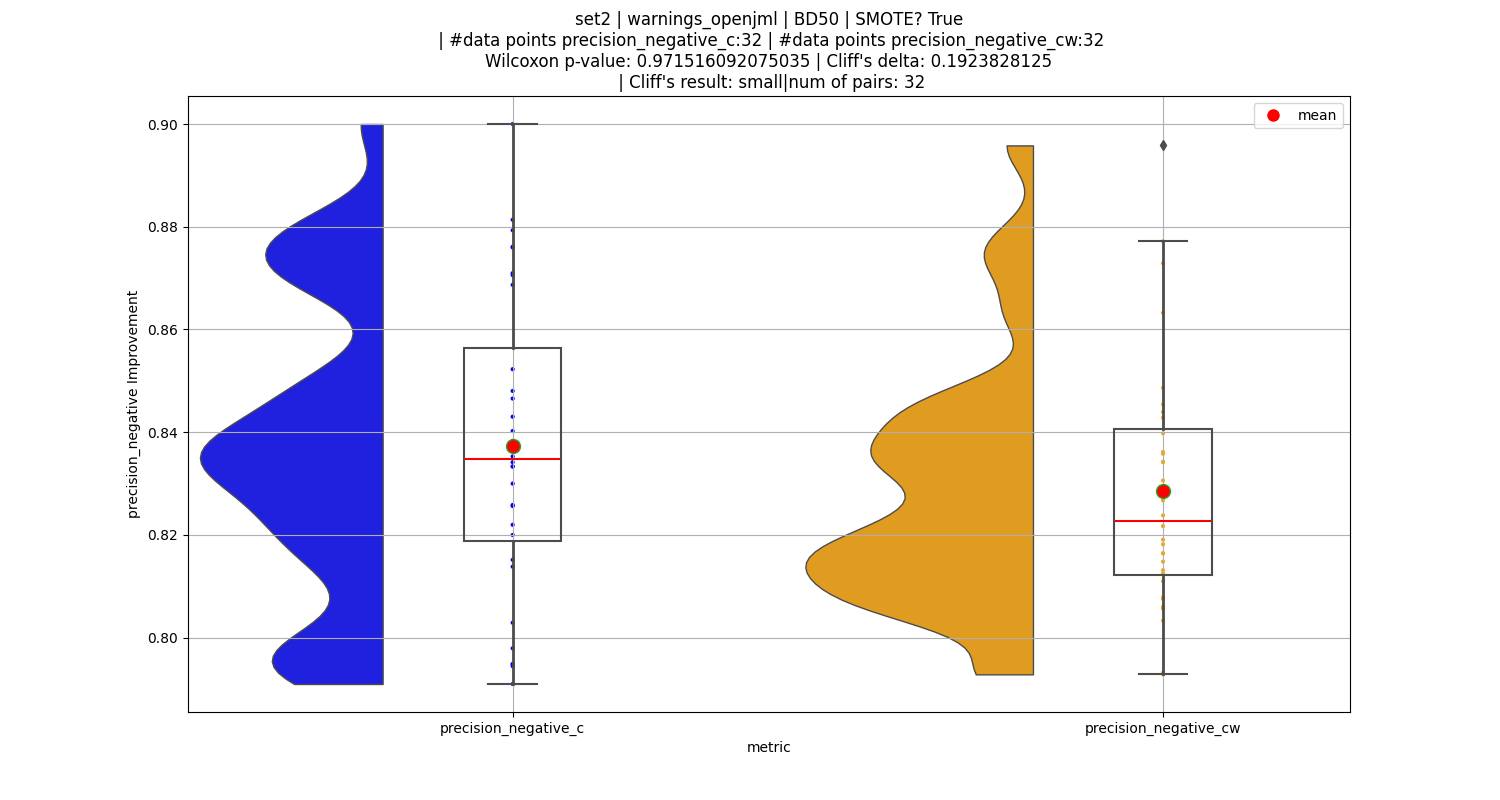 set2 | warnings_openjml | BD50 | SMOTE? True
| #data points precision_negative_c:32 | #data points precision_negative_cw:32
Wilcoxon p-value: 0.971516092075035 | Cliff's delta: 0.1923828125
| Cliff's result: small|num of pairs: 32
mean
0.90
0.88
0.86
0.84
0.82
0.80
precision_negative Improvement
precision_negative_c
precision_negative_cw
metric